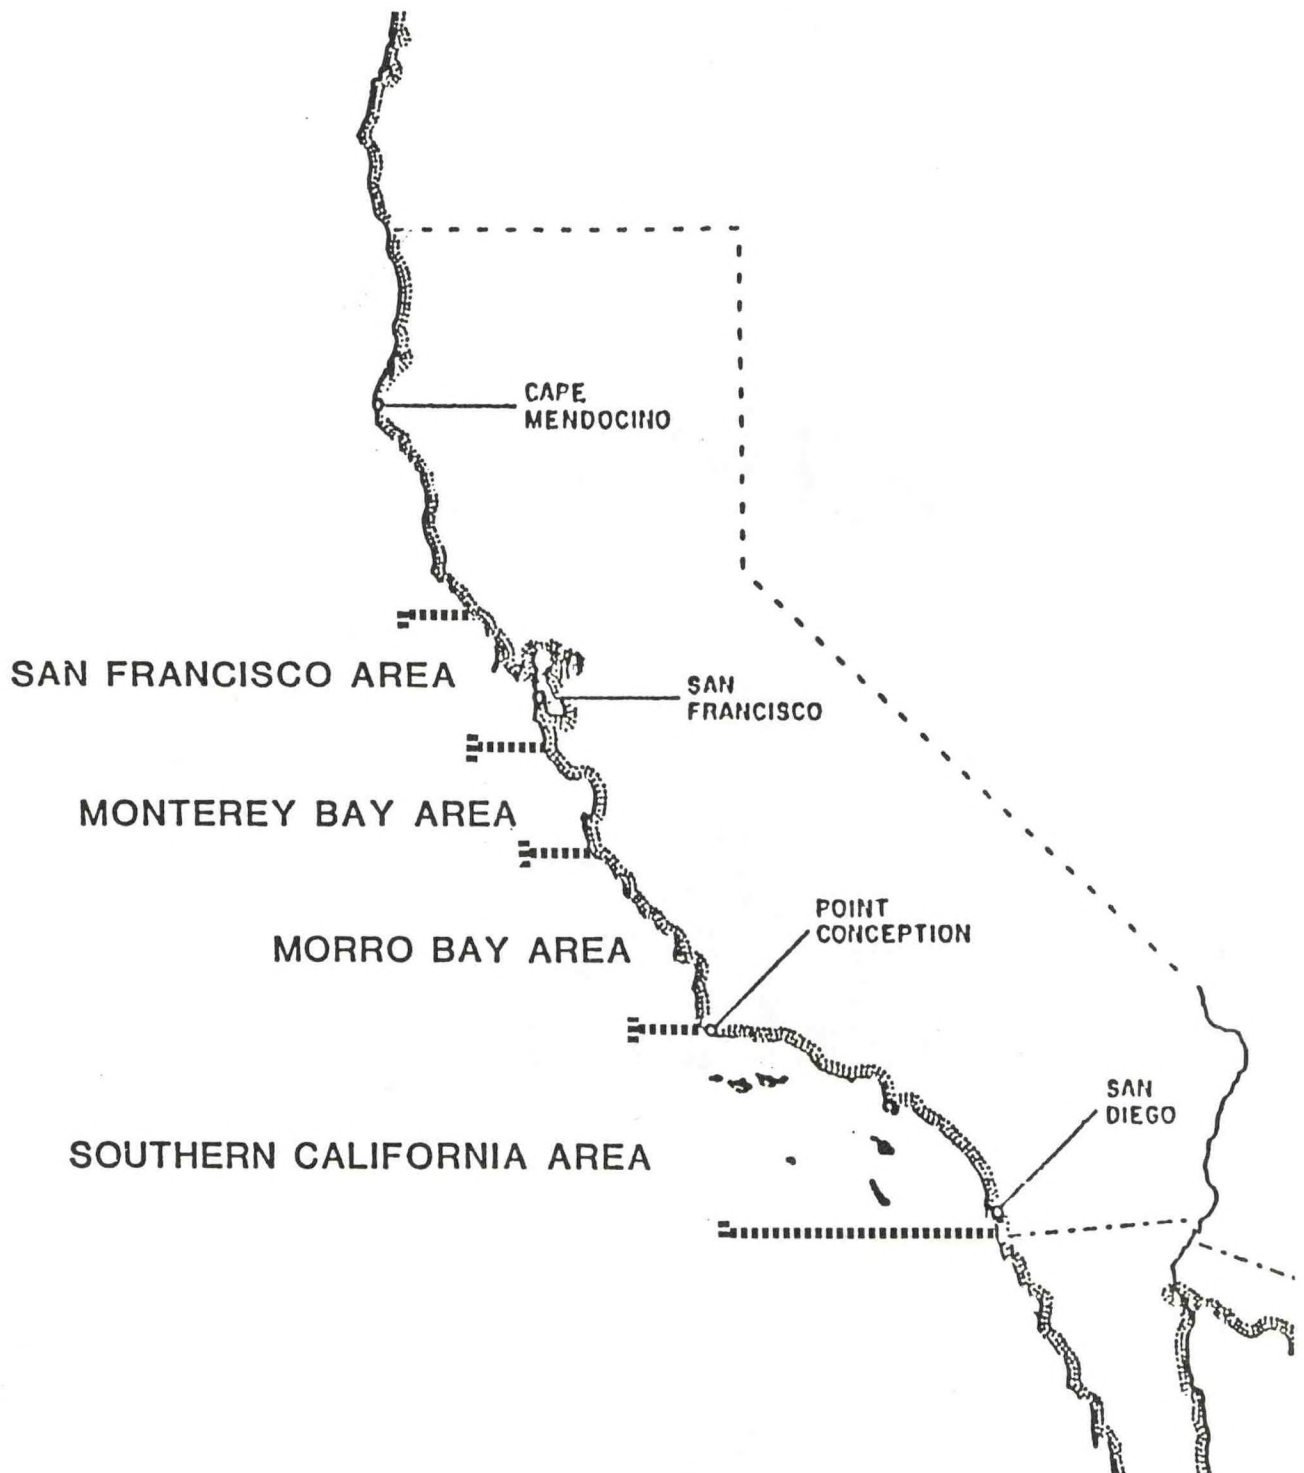 CAPE
MENDOCINO
SAN FRANCISCO AREA
SAN
FRANCISCO
MONTEREY BAY AREA
POINT
CONCEPTION
MORRO BAY AREA
SAN
DIEGO
SOUTHERN CALIFORNIA AREA